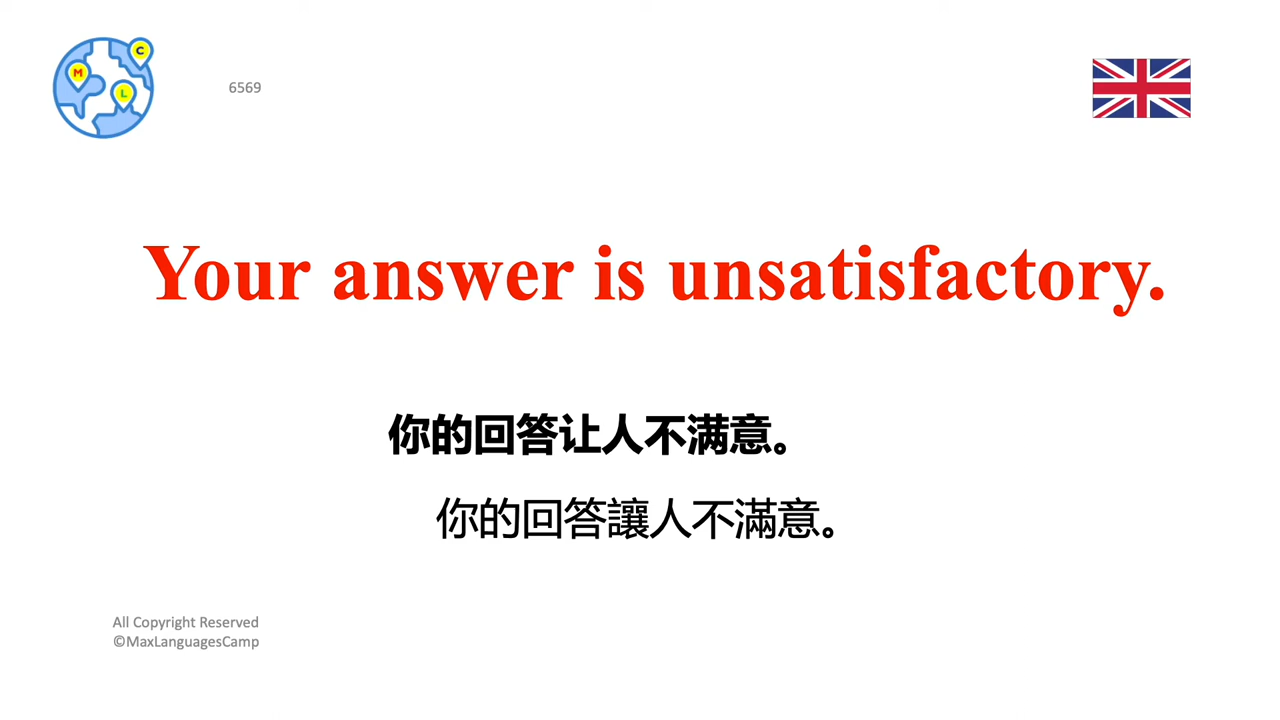 C
M
L
6569
Your answer is unsatisfactory.
你的回答让人不满意。
你的回答讓人不滿意。
All Copyright Reserved
©MaxLanguagesCamp